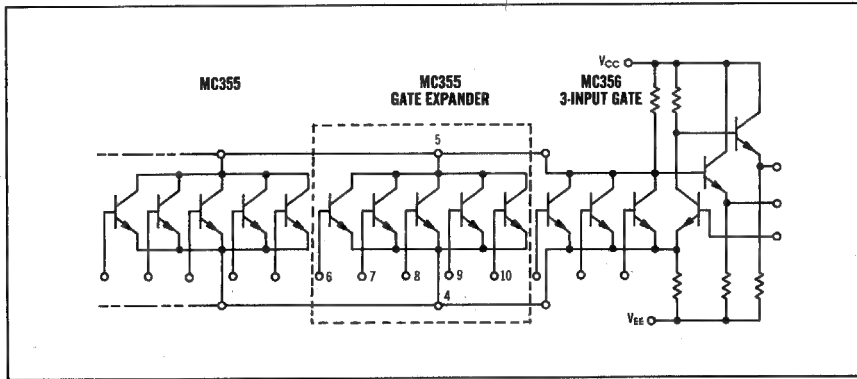 MC355
MC355
GATE EXPANDER
VCC
MC356
3-INPUT GATE
5
6
7
8
9
10
4
VEE